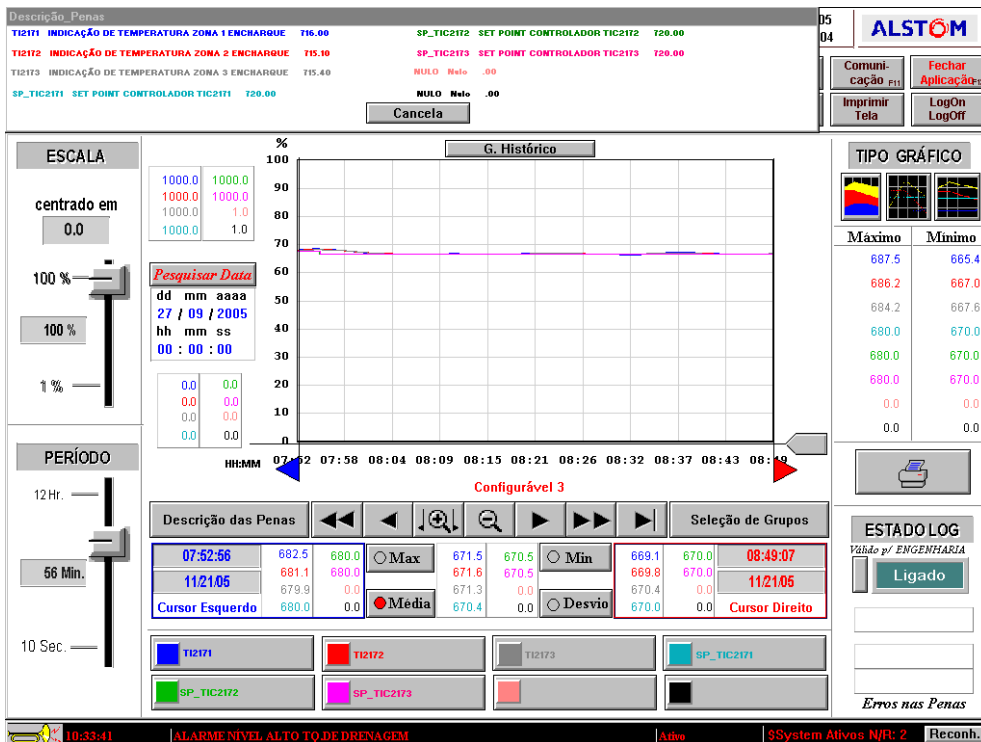 Descrição_Penas
TI2171 INDICAÇÃO DE TEMPERATURA ZONA 1 ENCHARQUE 716.00
SP_TIC2172 SET POINT CONTROLADOR TIC2172 720.00
TI2172 INDICAÇÃO DE TEMPERATURA ZONA 2 ENCHARQUE 715.10
SP_TIC2173 SET POINT CONTROLADOR TIC2173 720.00
TI2173 INDICAÇÃO DE TEMPERATURA ZONA 3 ENCHARQUE 715.40
NULO Nulo .00
SP_TIC2171 SET POINT CONTROLADOR TIC2171 720.00
NULO Nulo .00
Cancela
05
04
ALSTOM
Comuni-
cação F11
Fechar
Aplicação
Imprimir
Tela
LogOn
LogOff
ESCALA
centrado em
0.0
100 %
100 %
1 %
PERÍODO
12 Hr.
56 Min.
10 Sec.
1000.0 1000.0
1000.0 1000.0
1000.0 1.0
1000.0 1.0
Pesquisar Data
dd mm aaaa
27 / 09 / 2005
hh mm ss
00 : 00 : 00
0.0 0.0
0.0 0.0
0.0 0.0
0.0 0.0
G. Histórico
%
100
90
80
70
60
50
40
30
20
10
0
HH:MM 07:52 07:58 08:04 08:09 08:15 08:21 08:26 08:32 08:37 08:43 08:49
Configurável 3
Descrição das Penas
Seleção de Grupos
07:52:56
11/21/05
Cursor Esquerdo
682.5 680.0
681.1 680.0
679.9 0.0
680.0 0.0
Max
Média
671.5 670.5
671.6 670.5
671.3 0.0
670.4 0.0
Min
Desvio
669.1 670.0
669.8 670.0
670.4 0.0
670.0 0.0
08:49:07
11/21/05
Cursor Direito
TI2171
TI2172
TI2173
SP_TIC2171
SP_TIC2172
SP_TIC2173
TIPO GRÁFICO
Máximo Mínimo
687.5 665.4
686.2 667.0
684.2 667.6
680.0 670.0
680.0 670.0
680.0 670.0
0.0 0.0
0.0 0.0
ESTADO LOG
Válido p/ ENGENHARIA
Ligado
Erros nas Penas
10:33:41
ALARME NÍVEL ALTO TQ.DE DRENAGEM
Ativo
$System Ativos N/R: 2
Reconh.